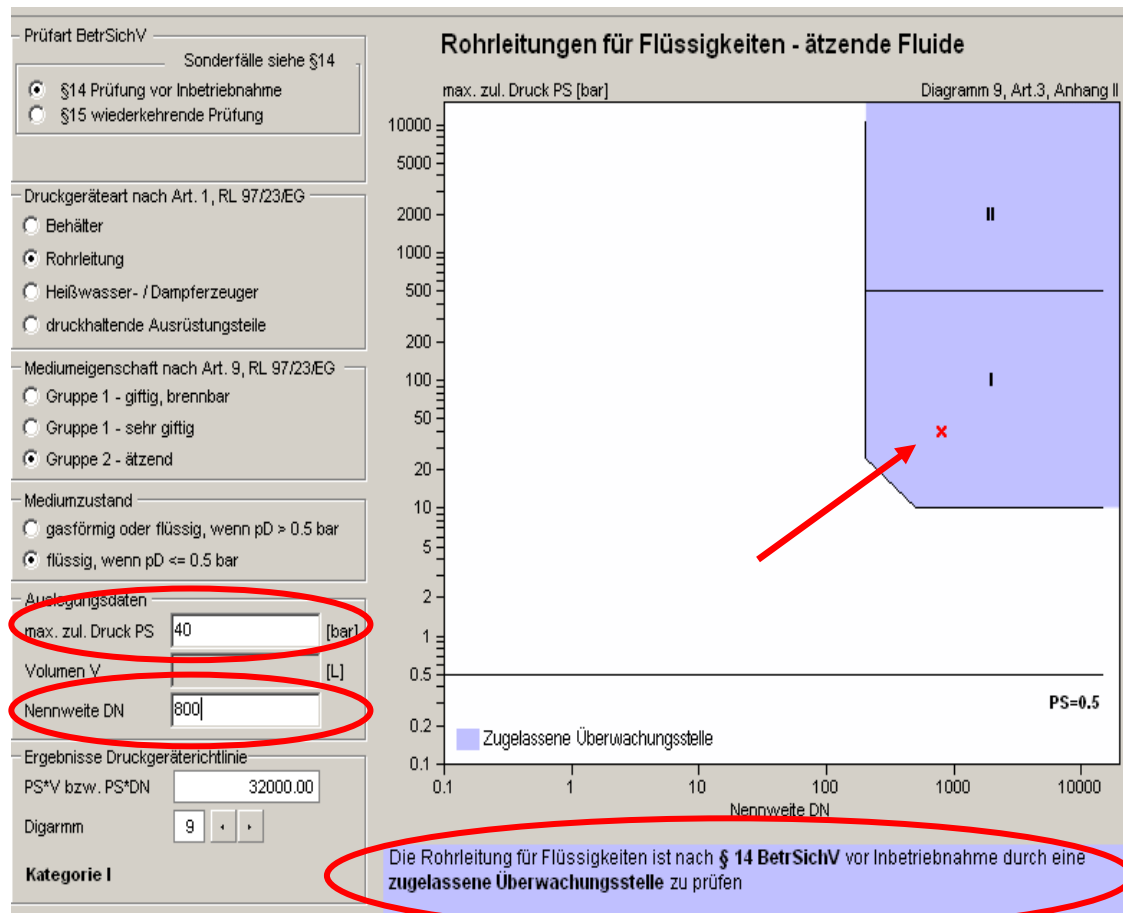 Prüfart BetrSichV
Sonderfälle siehe §14
§14 Prüfung vor Inbetriebnahme
§15 wiederkehrende Prüfung
Druckgeräteart nach Art. 1, RL 97/23/EG
Behälter
Rohrleitung
Heißwasser- / Dampferzeuger
druckhaltende Ausrüstungsteile
Mediumeigenschaft nach Art. 9, RL 97/23/EG
Gruppe 1 - giftig, brennbar
Gruppe 1 - sehr giftig
Gruppe 2 - ätzend
Mediumzustand
gasförmig oder flüssig, wenn pD > 0.5 bar
flüssig, wenn pD <= 0.5 bar
Auslegungsdaten
max. zul. Druck PS 40 [bar]
Volumen V [L]
Nennweite DN 800
Ergebnisse Druckgeräterichtlinie
PS*V bzw. PS*DN 32000.00
Digarmm 9
Kategorie I
Rohrleitungen für Flüssigkeiten - ätzende Fluide
max. zul. Druck PS [bar] Diagramm 9, Art.3, Anhang II
10000
5000
2000
1000
500
200
100
50
20
10
5
2
1
0.5
0.2
0.1
II
I
PS=0.5
Zugelassene Überwachungsstelle
0.1 1 10 100 1000 10000
Nennweite DN
Die Rohrleitung für Flüssigkeiten ist nach § 14 BetrSichV vor Inbetriebnahme durch eine
zugelassene Überwachungsstelle zu prüfen